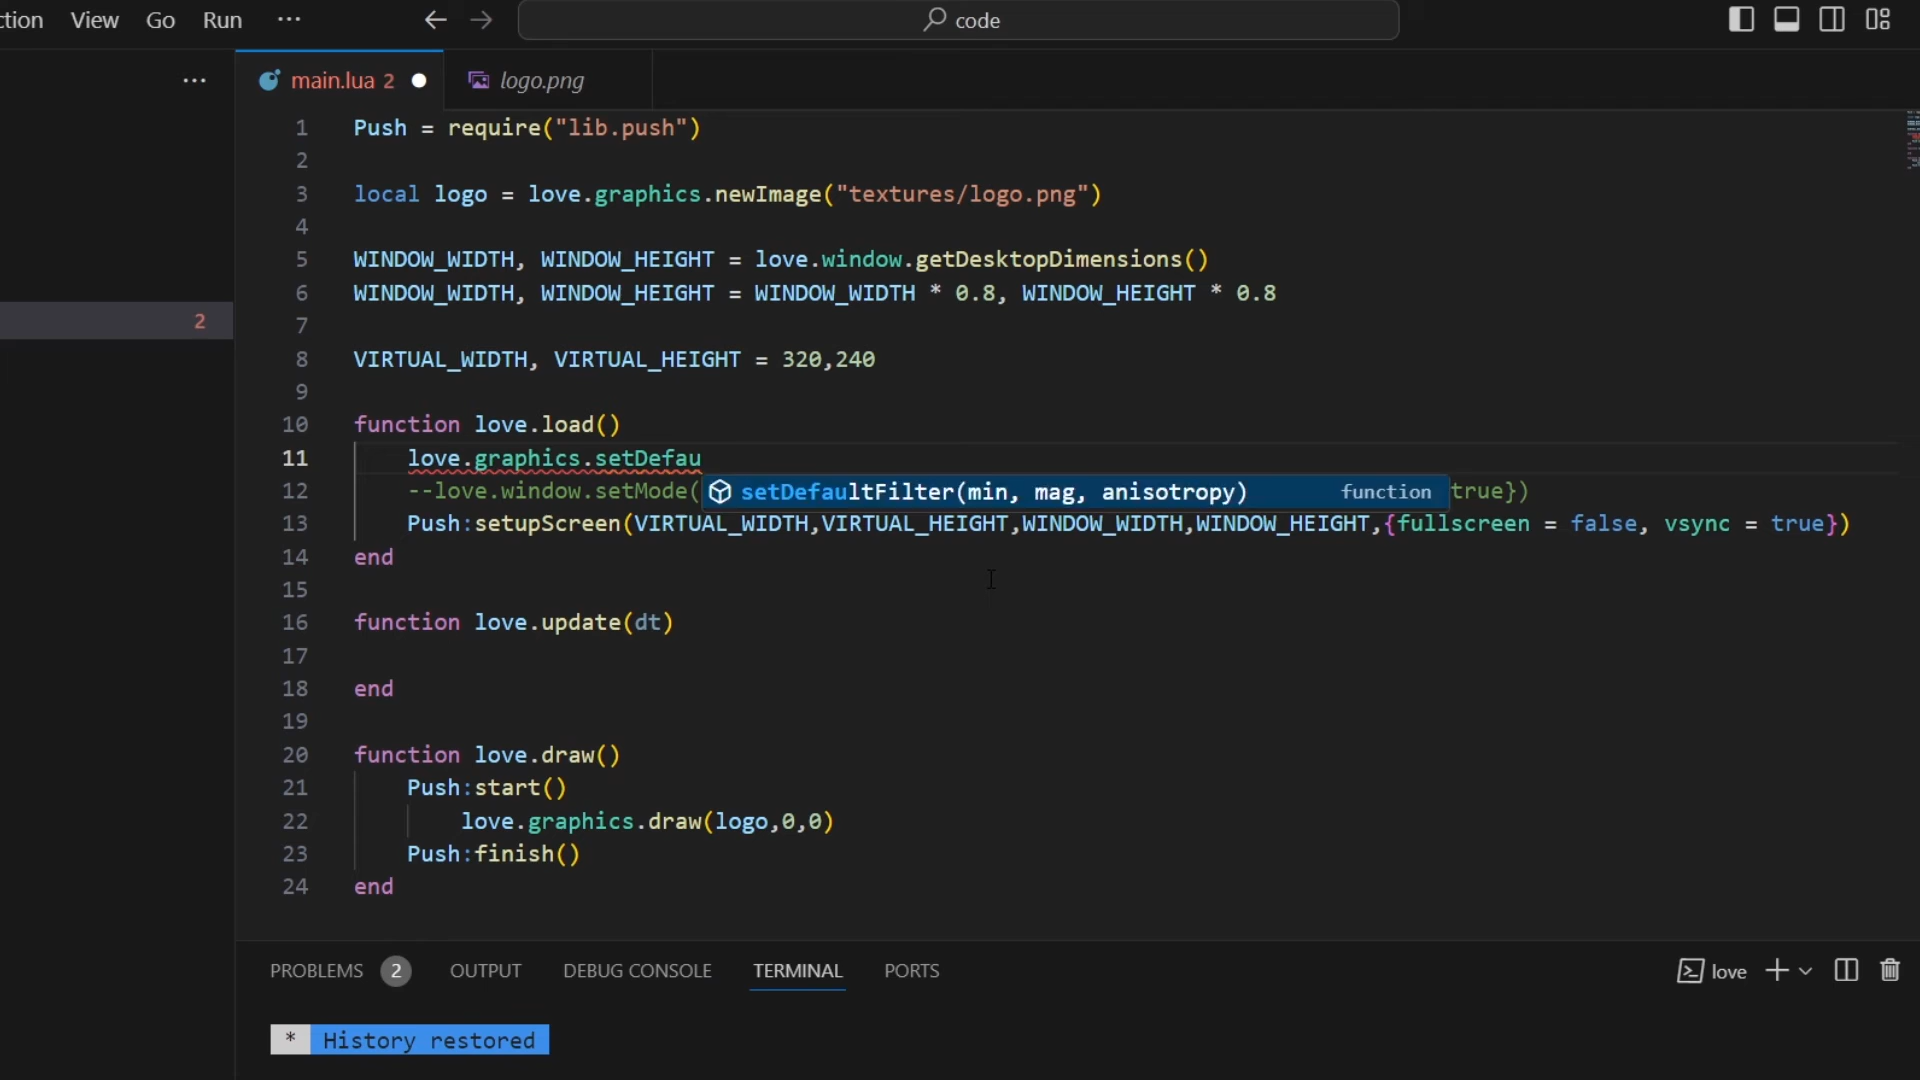 ction View Go Run ···
code
main.lua 2
logo.png
2
1 Push = require("lib.push")
2
3 local logo = love.graphics.newImage("textures/logo.png")
4
5 WINDOW_WIDTH, WINDOW_HEIGHT = love.window.getDesktopDimensions()
6 WINDOW_WIDTH, WINDOW_HEIGHT = WINDOW_WIDTH * 0.8, WINDOW_HEIGHT * 0.8
7
8 VIRTUAL_WIDTH, VIRTUAL_HEIGHT = 320,240
9
10 function love.load()
11 love.graphics.setDefau
12 --love.window.setMode( setDefaultFilter(min, mag, anisotropy) function true})
13 Push:setupScreen(VIRTUAL_WIDTH,VIRTUAL_HEIGHT,WINDOW_WIDTH,WINDOW_HEIGHT,{fullscreen = false, vsync = true})
14 end
15
16 function love.update(dt)
17
18 end
19
20 function love.draw()
21 Push:start()
22 love.graphics.draw(logo,0,0)
23 Push:finish()
24 end
PROBLEMS 2 OUTPUT DEBUG CONSOLE TERMINAL PORTS
love
* History restored